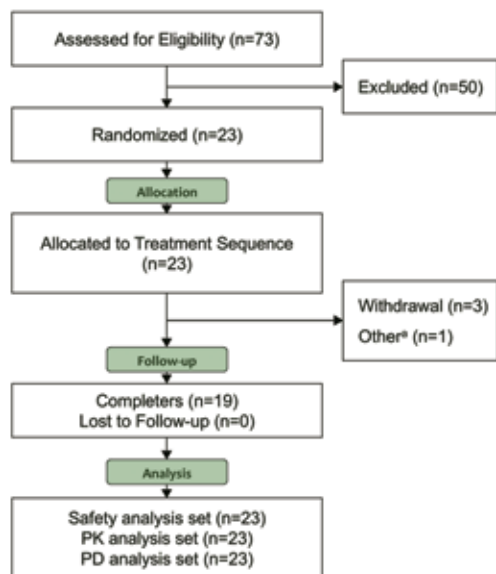 Assessed for Eligibility (n=73)
Excluded (n=50)
Randomized (n=23)
Allocation
Allocated to Treatment Sequence
(n=23)
Withdrawal (n=3)
Otherᵃ (n=1)
Follow-up
Completers (n=19)
Lost to Follow-up (n=0)
Analysis
Safety analysis set (n=23)
PK analysis set (n=23)
PD analysis set (n=23)